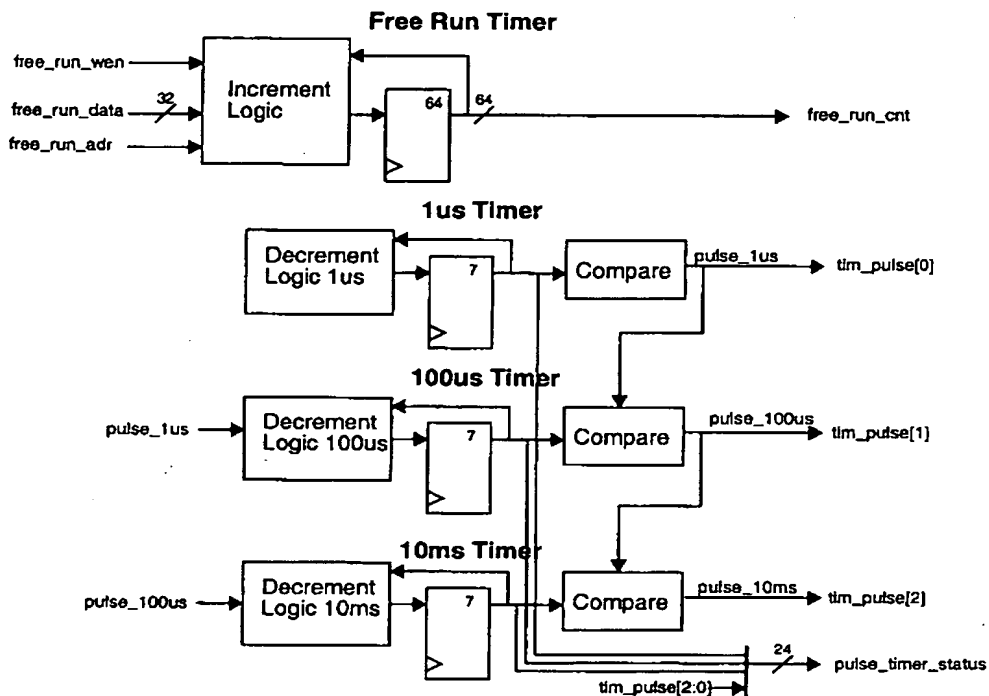 Free Run Timer
free_run_wen
free_run_data
32
free_run_adr
Increment
Logic
64
64
free_run_cnt
1us Timer
Decrement
Logic 1us
7
Compare
pulse_1us
tim_pulse[0]
100us Timer
pulse_1us
Decrement
Logic 100us
7
Compare
pulse_100us
tim_pulse[1]
10ms Timer
pulse_100us
Decrement
Logic 10ms
7
Compare
pulse_10ms
tim_pulse[2]
24
pulse_timer_status
tim_pulse[2:0]